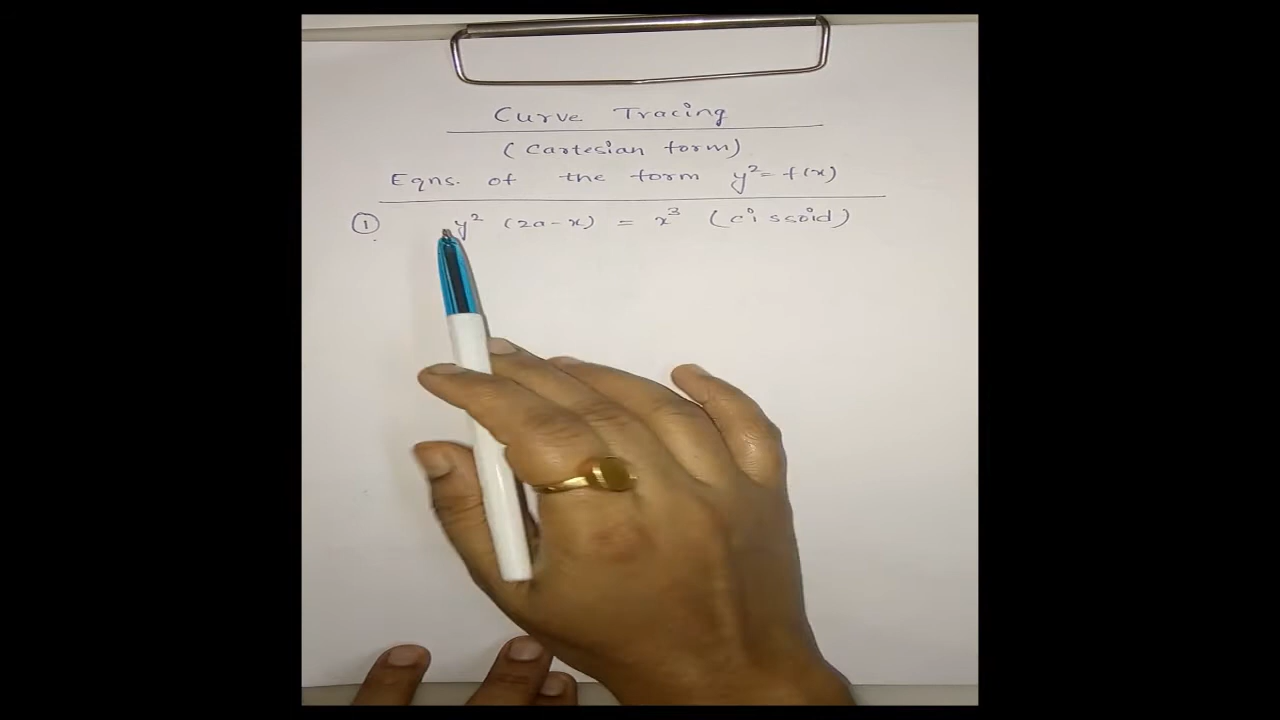 Curve Tracing
(Cartesian form)
Eqns. of the form y² = f(x)
① y² (2a-x) = x³ (cissoid)